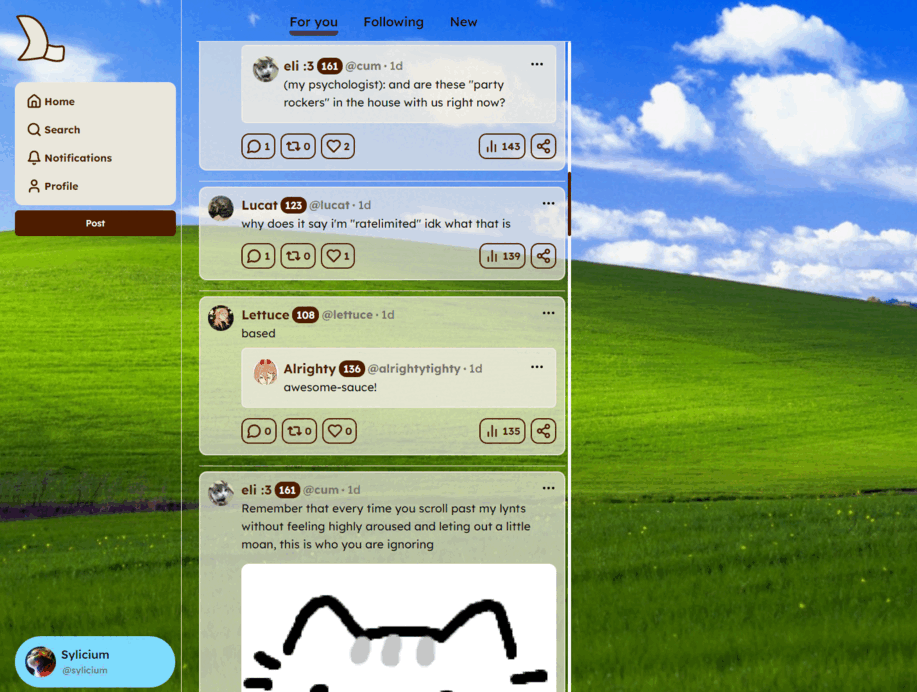 For you Following New
Home
Search
Notifications
Profile
Post
eli :3 161 @cum · 1d
(my psychologist): and are these "party
rockers" in the house with us right now?
1 0 2 143
Lucat 123 @lucat · 1d
why does it say i'm "ratelimited" idk what that is
1 0 1 139
Lettuce 108 @lettuce · 1d
based
Alrighty 136 @alrightytighty · 1d
awesome-sauce!
0 0 0 135
eli :3 161 @cum · 1d
Remember that every time you scroll past my lynts
without feeling highly aroused and leting out a little
moan, this is who you are ignoring
Sylicium
@sylicium